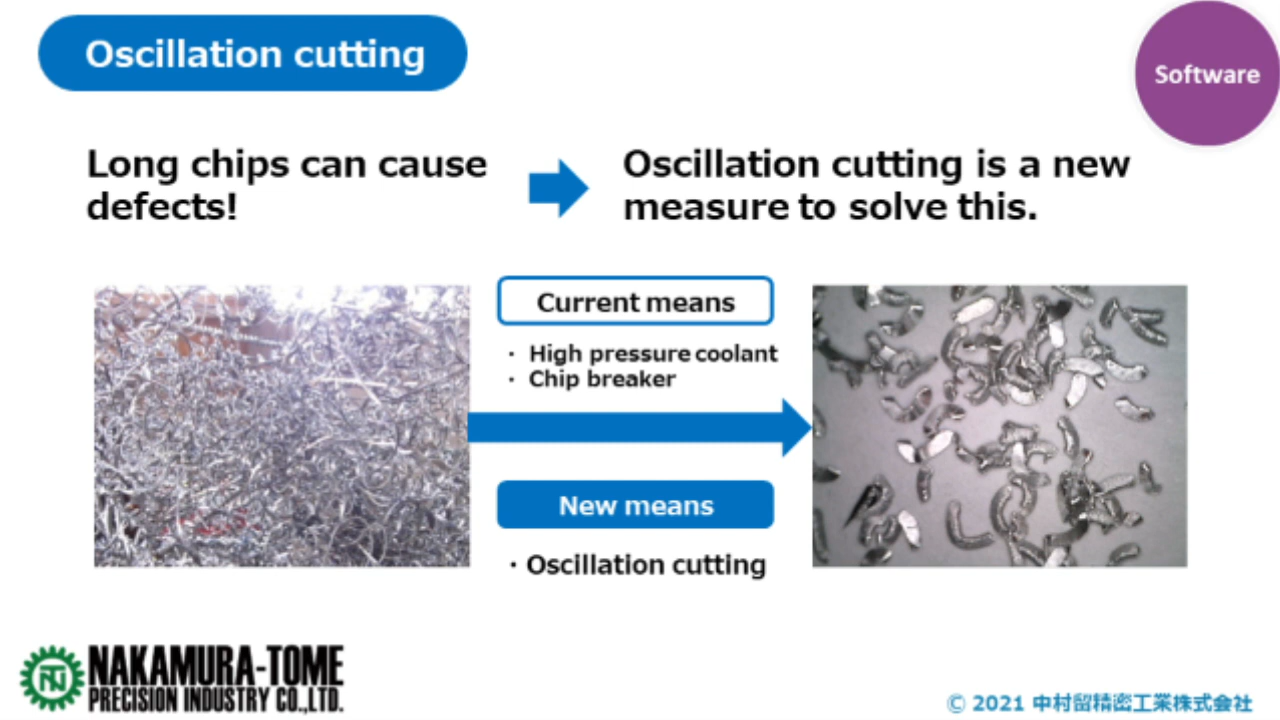 Oscillation cutting
Software
Long chips can cause
defects!
Oscillation cutting is a new
measure to solve this.
Current means
・ High pressure coolant
・ Chip breaker
New means
・Oscillation cutting
NAKAMURA-TOME
PRECISION INDUSTRY CO.,LTD.
© 2021 中村留精密工業株式会社